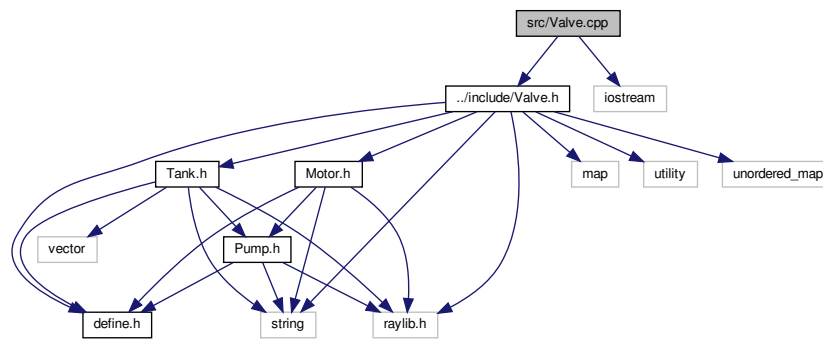 src/Valve.cpp
../include/Valve.h
iostream
Tank.h
Motor.h
map
utility
unordered_map
vector
Pump.h
define.h
string
raylib.h